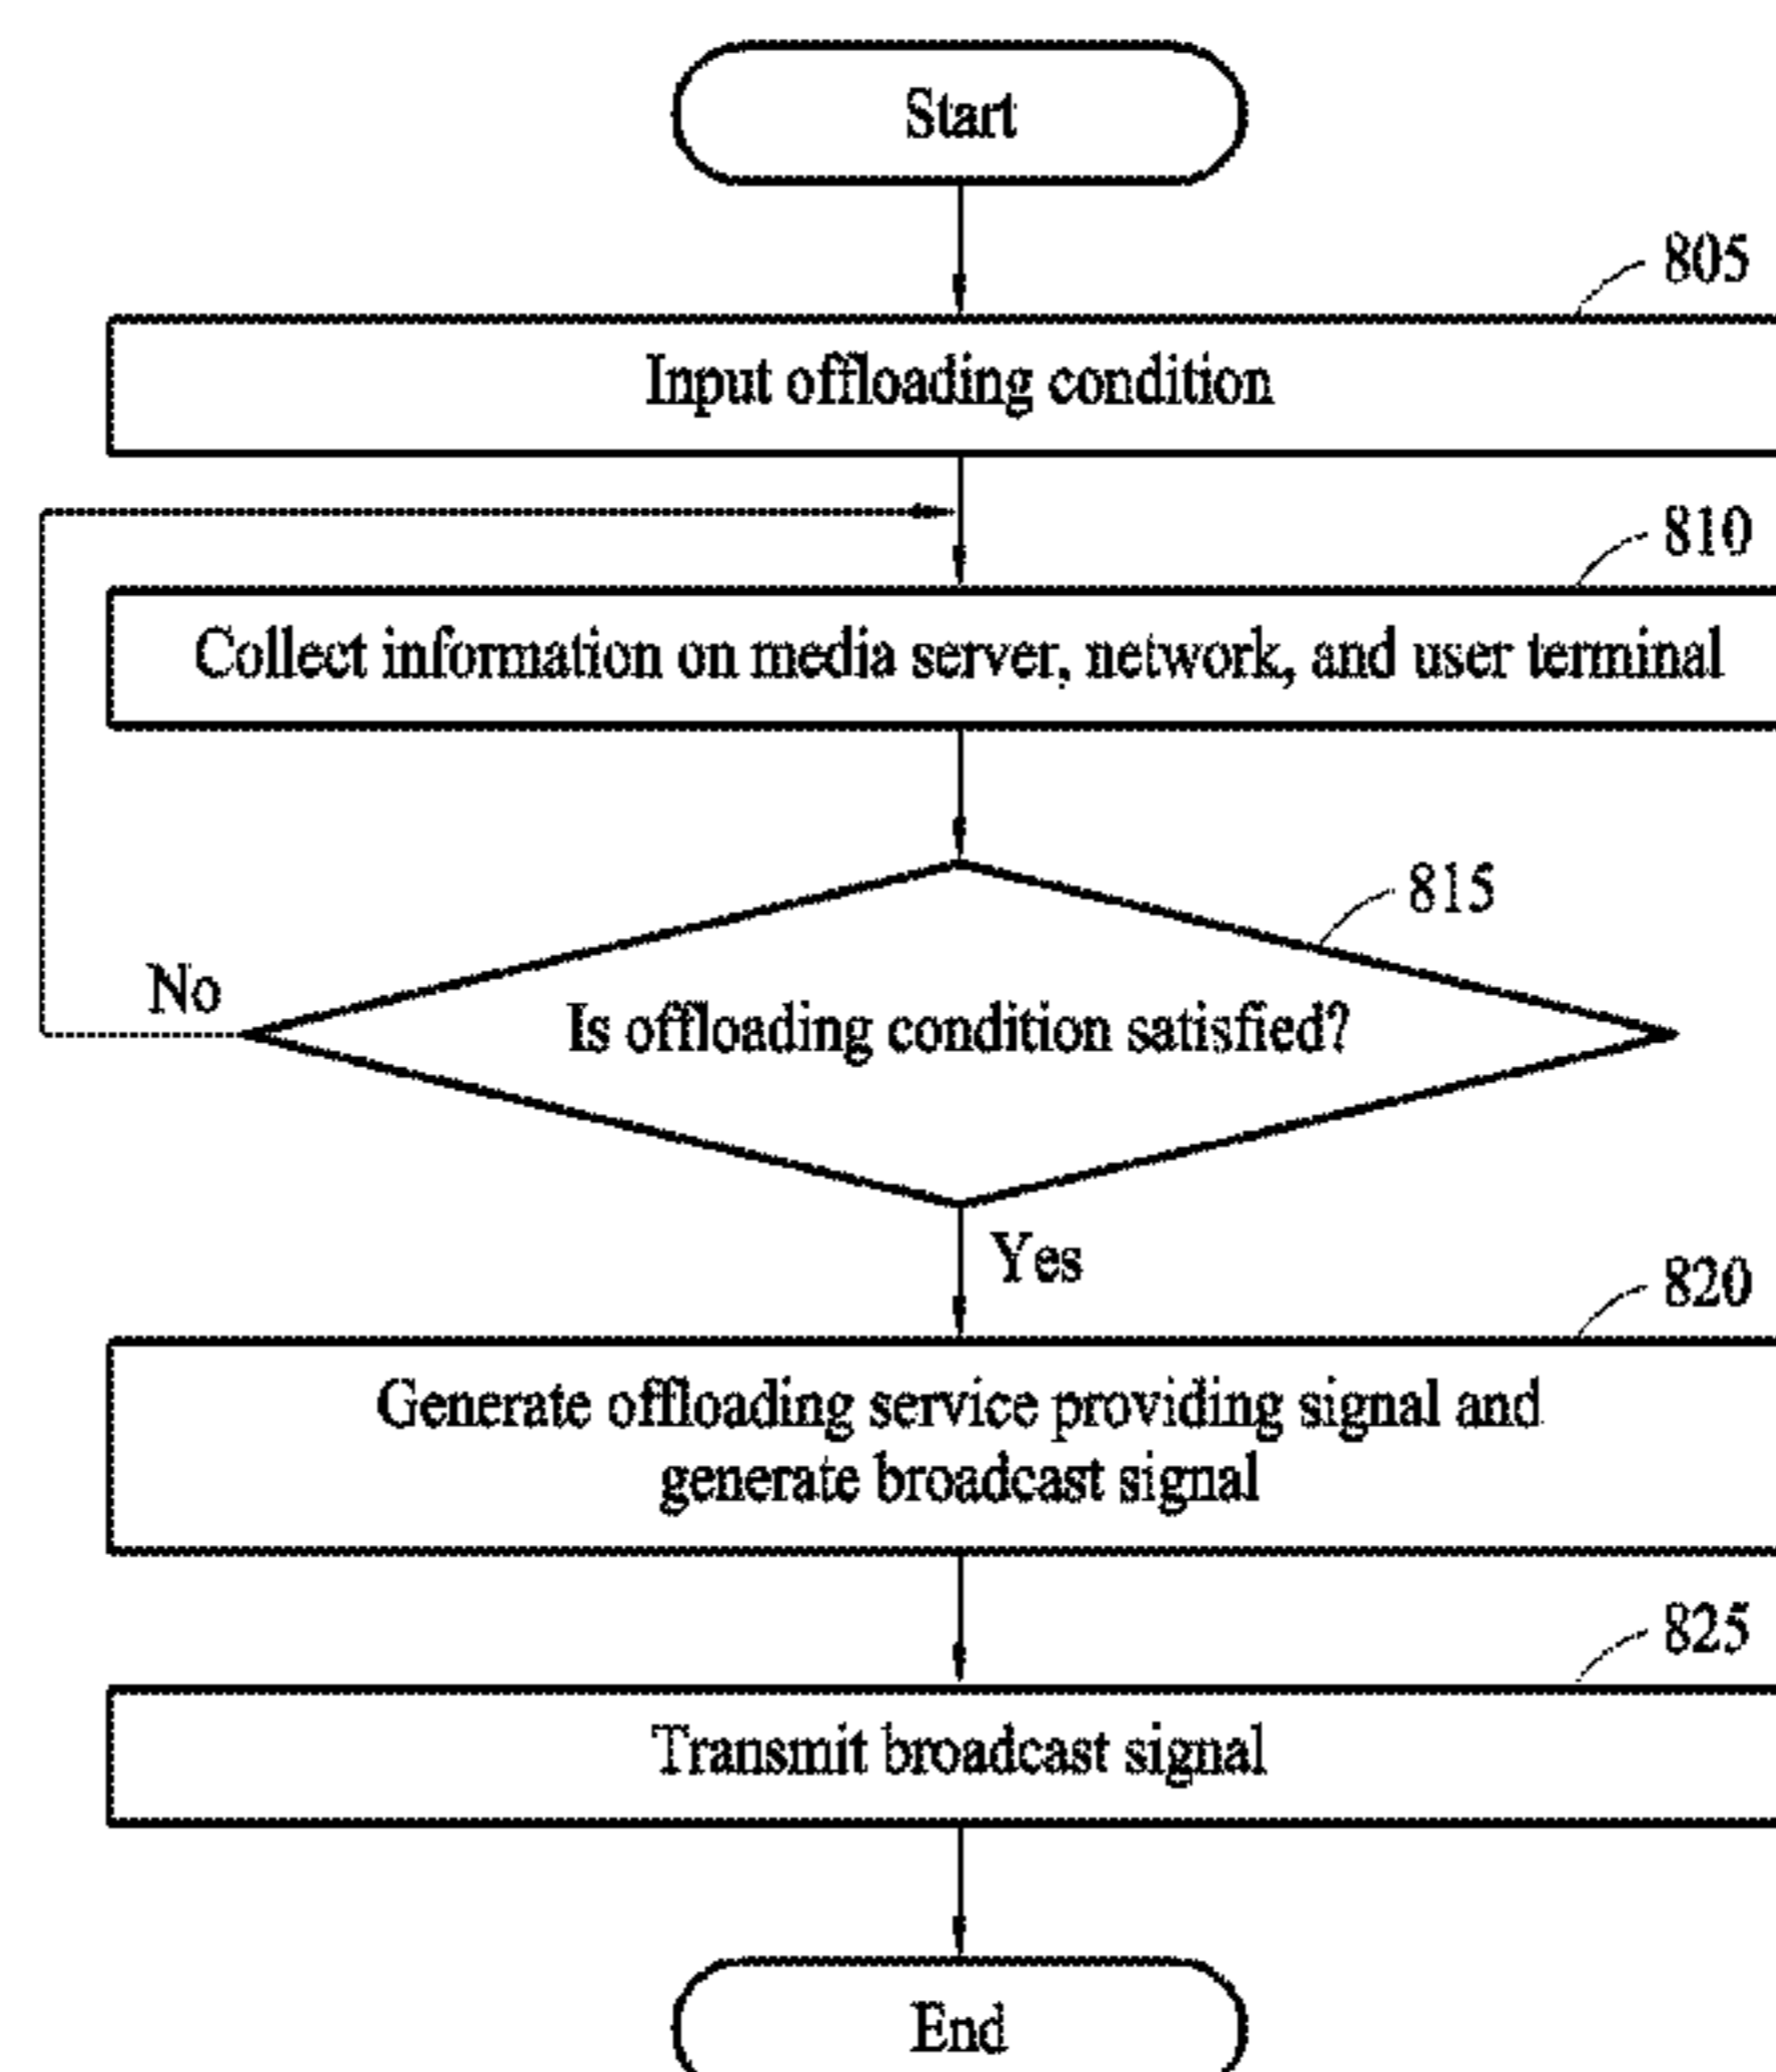 Start
805
Input offloading condition
810
Collect information on media server, network, and user terminal
815
No
Is offloading condition satisfied?
Yes
820
Generate offloading service providing signal and
generate broadcast signal
825
Transmit broadcast signal
End